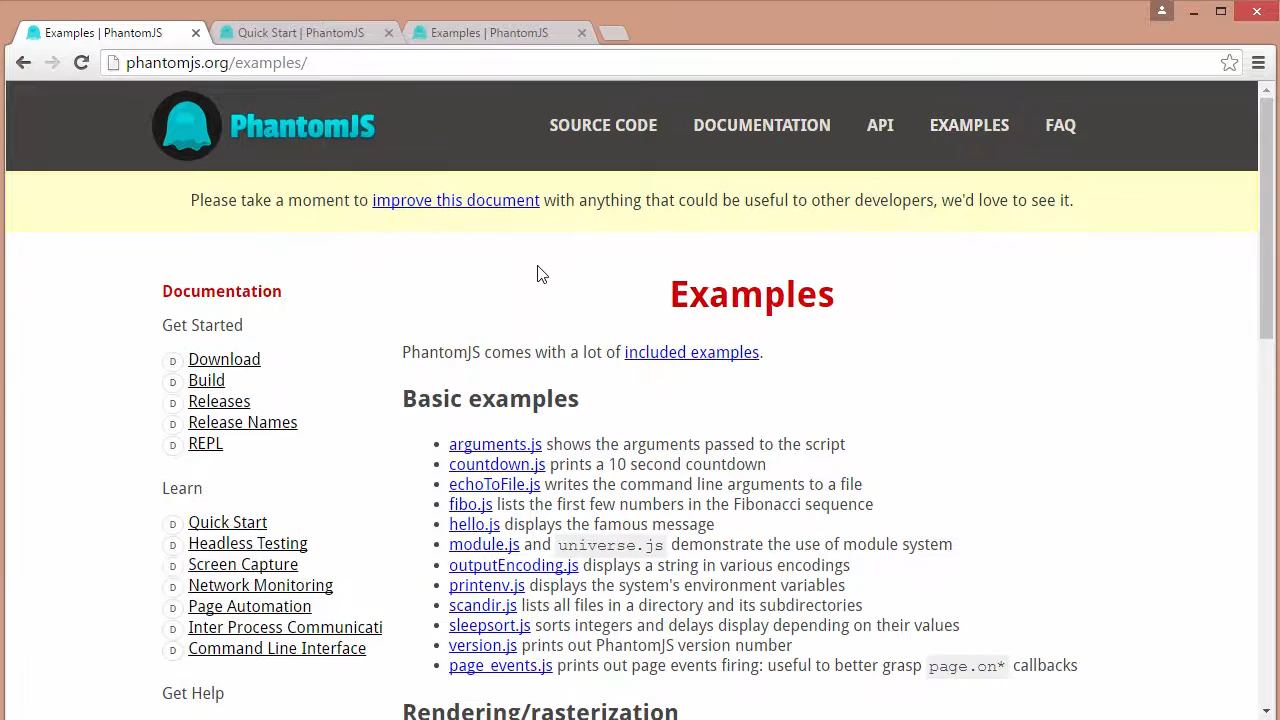 Examples | PhantomJS
Quick Start | PhantomJS
Examples | PhantomJS
phantomjs.org/examples/
PhantomJS
SOURCE CODE
DOCUMENTATION
API
EXAMPLES
FAQ
Please take a moment to improve this document with anything that could be useful to other developers, we'd love to see it.
Documentation
Get Started
D Download
D Build
D Releases
D Release Names
D REPL
Learn
D Quick Start
D Headless Testing
D Screen Capture
D Network Monitoring
D Page Automation
D Inter Process Communicati
D Command Line Interface
Get Help
Examples
PhantomJS comes with a lot of included examples.
Basic examples
• arguments.js shows the arguments passed to the script
• countdown.js prints a 10 second countdown
• echoToFile.js writes the command line arguments to a file
• fibo.js lists the first few numbers in the Fibonacci sequence
• hello.js displays the famous message
• module.js and universe.js demonstrate the use of module system
• outputEncoding.js displays a string in various encodings
• printenv.js displays the system's environment variables
• scandir.js lists all files in a directory and its subdirectories
• sleepsort.js sorts integers and delays display depending on their values
• version.js prints out PhantomJS version number
• page_events.js prints out page events firing: useful to better grasp page.on* callbacks
Rendering/rasterization